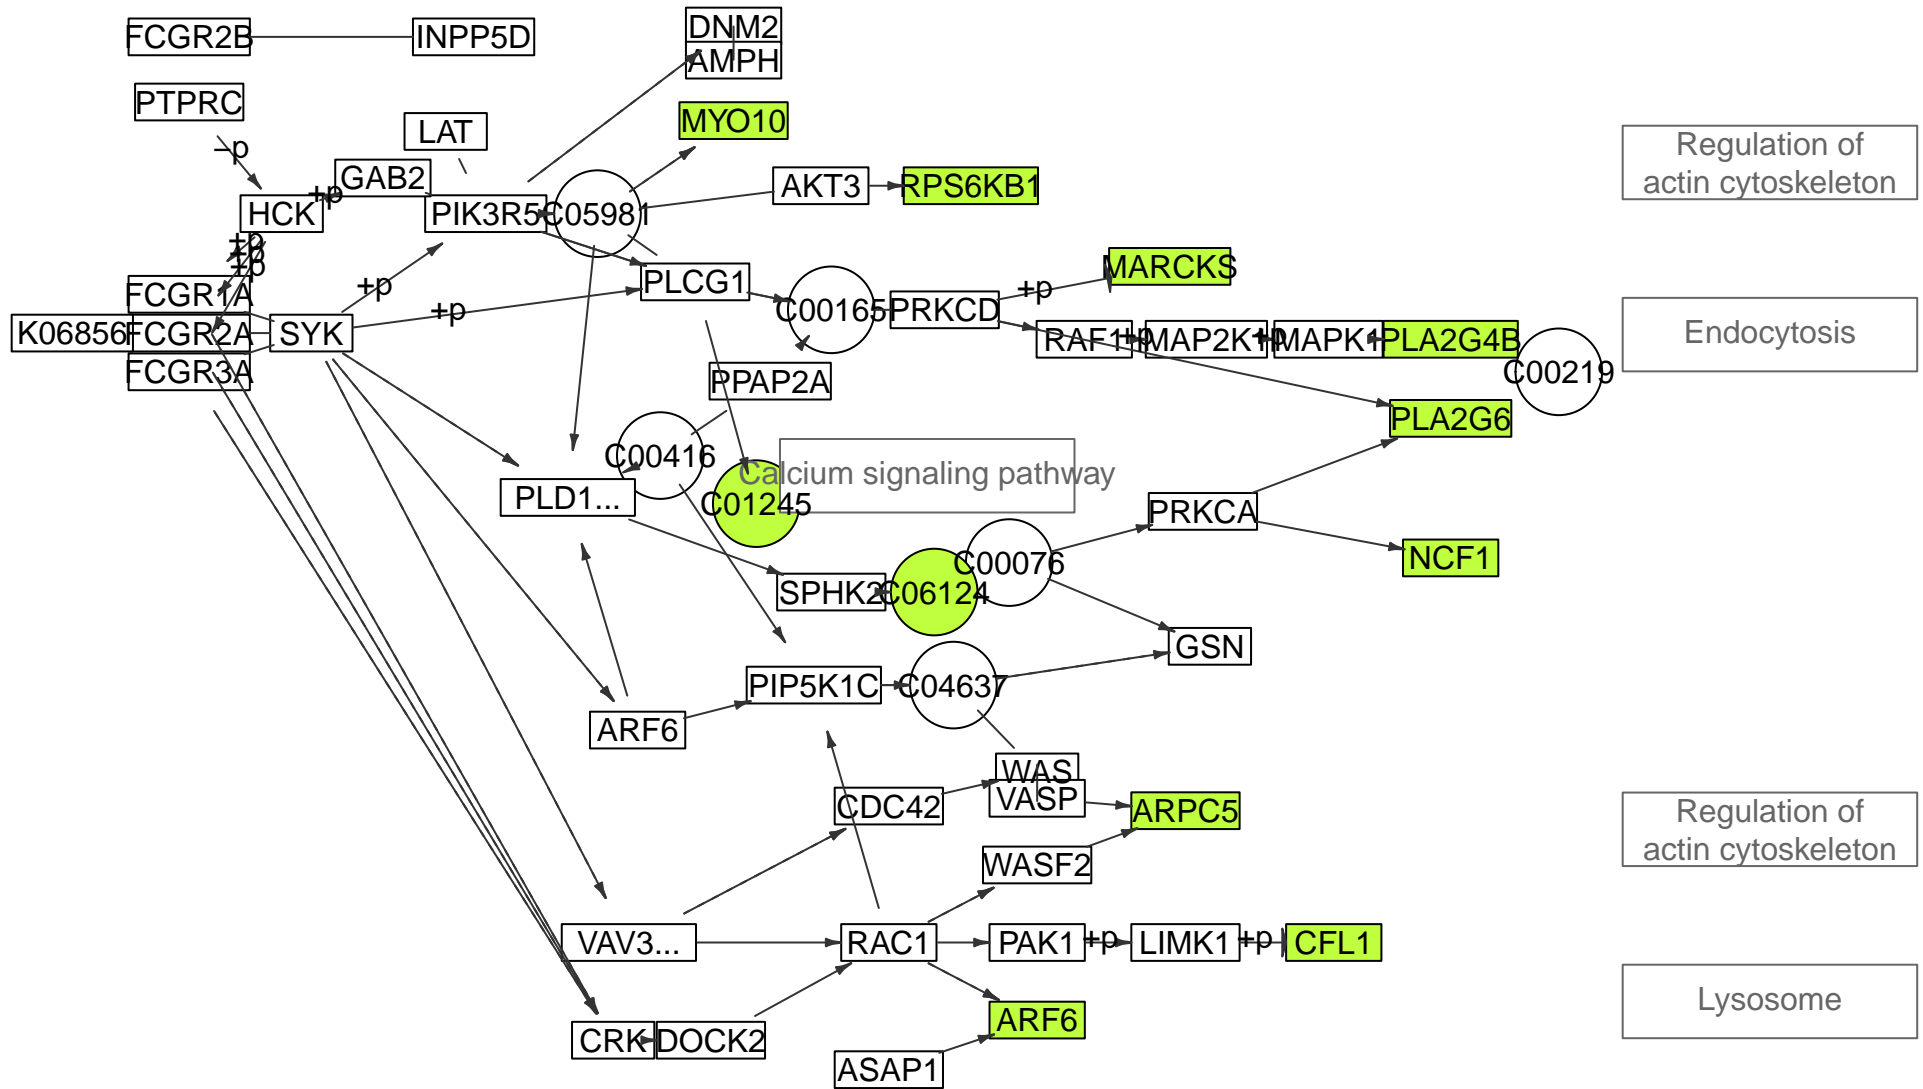 DNM2
FCGR2B
INPP5D
AMPH
PTPRC
MYO10
LAT
Regulation of
actin cytoskeleton
–p
GAB2
+p
AKT3
RPS6KB1
HCK
PIK3R5
C05981
+p
+p
+p
MARCKS
PLCG1
+p
FCGR1A
+p
C00165
PRKCD
+p
K06856
FCGR2A
SYK
RAF1
+p
MAP2K1
+p
MAPK1
PLA2G4B
Endocytosis
FCGR3A
PPAP2A
C00219
PLA2G6
C00416
Calcium signaling pathway
PLD1...
C01245
PRKCA
C00076
NCF1
SPHK2
C06124
GSN
PIP5K1C
C04637
ARF6
WAS
VASP
CDC42
ARPC5
Regulation of
actin cytoskeleton
WASF2
VAV3...
RAC1
PAK1
+p
LIMK1
+p
CFL1
Lysosome
ARF6
CRK
DOCK2
ASAP1